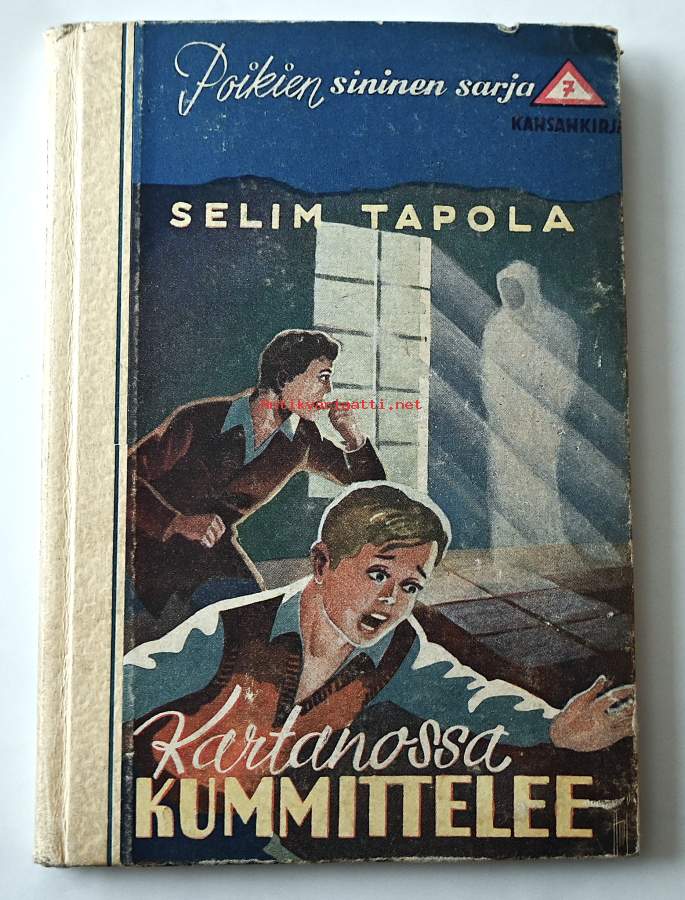 Poikien sininen sarja
7
KANSANKIRJA
SELIM TAPOLA
Antikvariaatti.net
Kartanossa
KUMMITTELEE